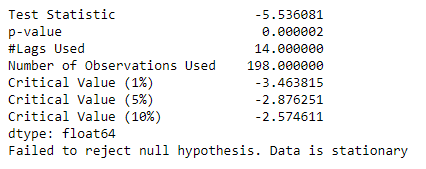 Test Statistic -5.536081
p-value 0.000002
#Lags Used 14.000000
Number of Observations Used 198.000000
Critical Value (1%) -3.463815
Critical Value (5%) -2.876251
Critical Value (10%) -2.574611
dtype: float64
Failed to reject null hypothesis. Data is stationary